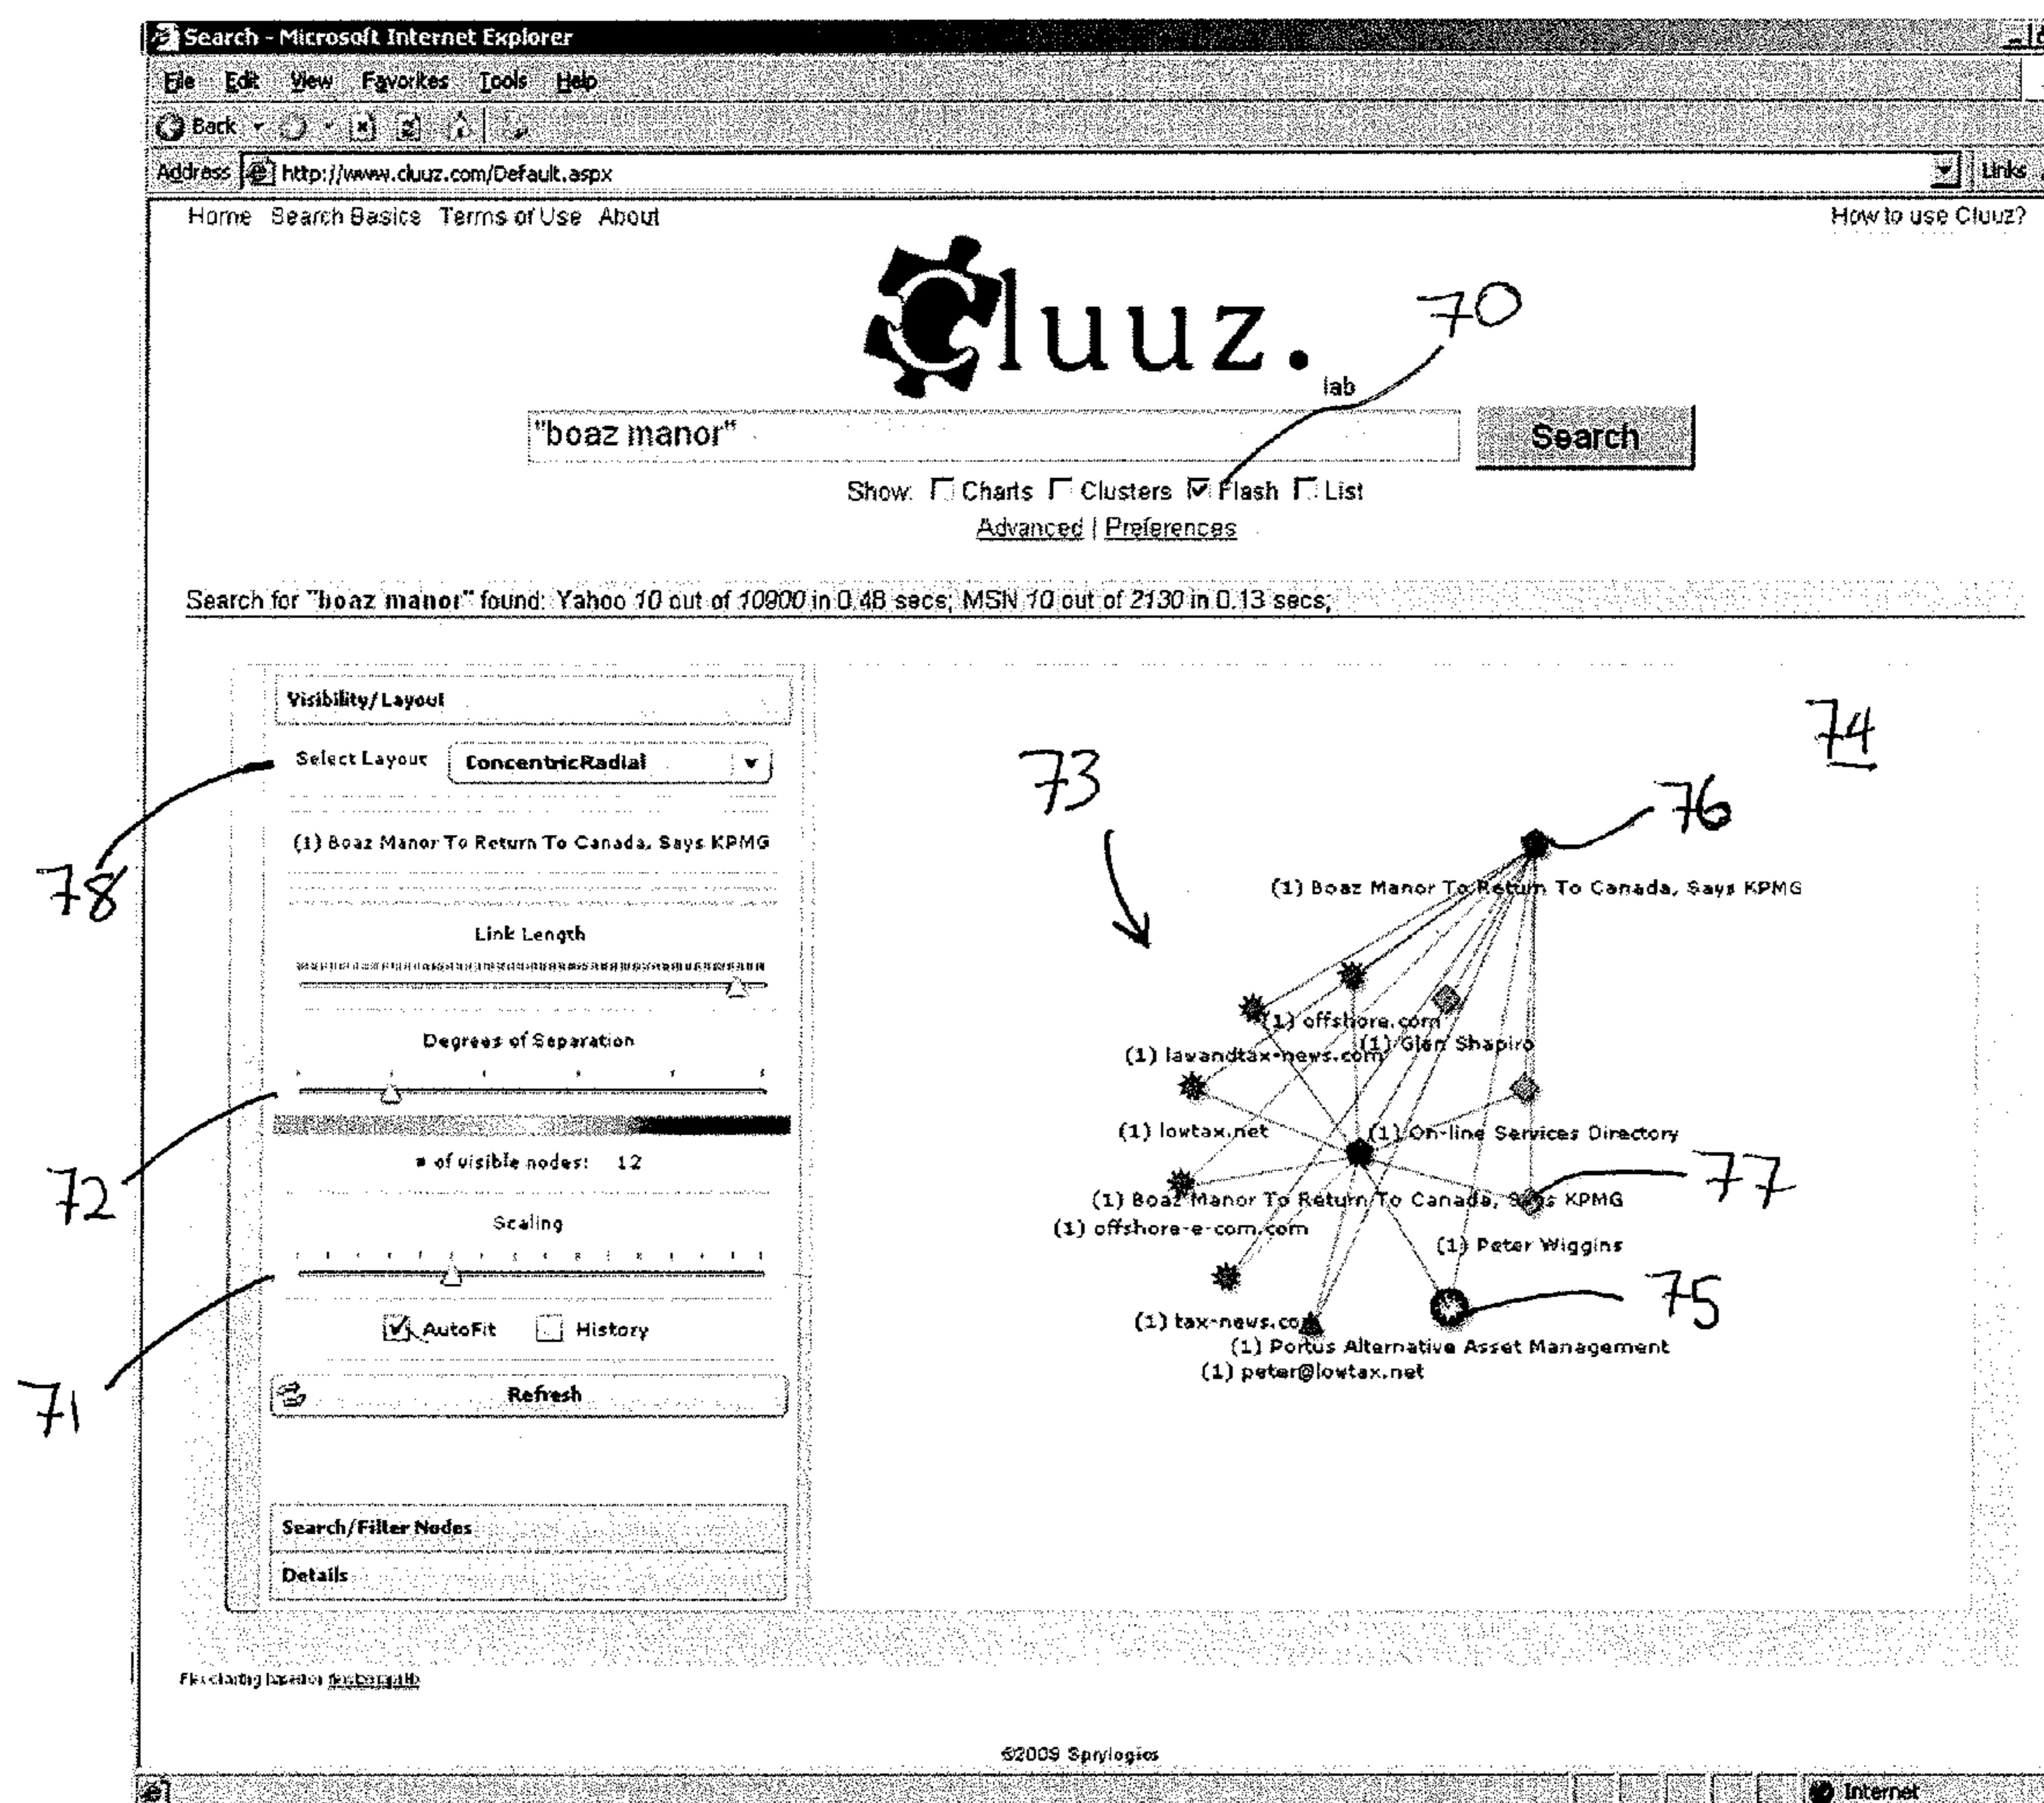 Search - Microsoft Internet Explorer
File Edit View Favorites Tools Help
Back
Address http://www.cluuz.com/Default.aspx Links
Home Search Basics Terms of Use About How to use Cluuz?
Cluuz.
lab
70
"boaz manor" Search
Show: Charts Clusters Flash List
Advanced | Preferences
Search for "boaz manor" found: Yahoo 10 out of 10900 in 0.48 secs; MSN 10 out of 2130 in 0.13 secs;
Visibility/Layout
Select Layout ConcentricRadial
(1) Boaz Manor To Return To Canada, Says KPMG
78
Link Length
Degrees of Separation
72
# of visible nodes: 12
Scaling
71
AutoFit History
Refresh
Search/Filter Nodes
Details
73
74
76
(1) Boaz Manor To Return To Canada, Says KPMG
(1) offshore.com
(1) Glen Shapiro
(1) lawandtax-news.com
(1) lowtax.net
(1) On-line Services Directory
77
(1) Boaz Manor To Return To Canada, Says KPMG
(1) offshore-e-com.com
(1) Peter Wiggins
75
(1) tax-news.com
(1) Portus Alternative Asset Management
(1) peter@lowtax.net
©2009 Sprylogics
Internet